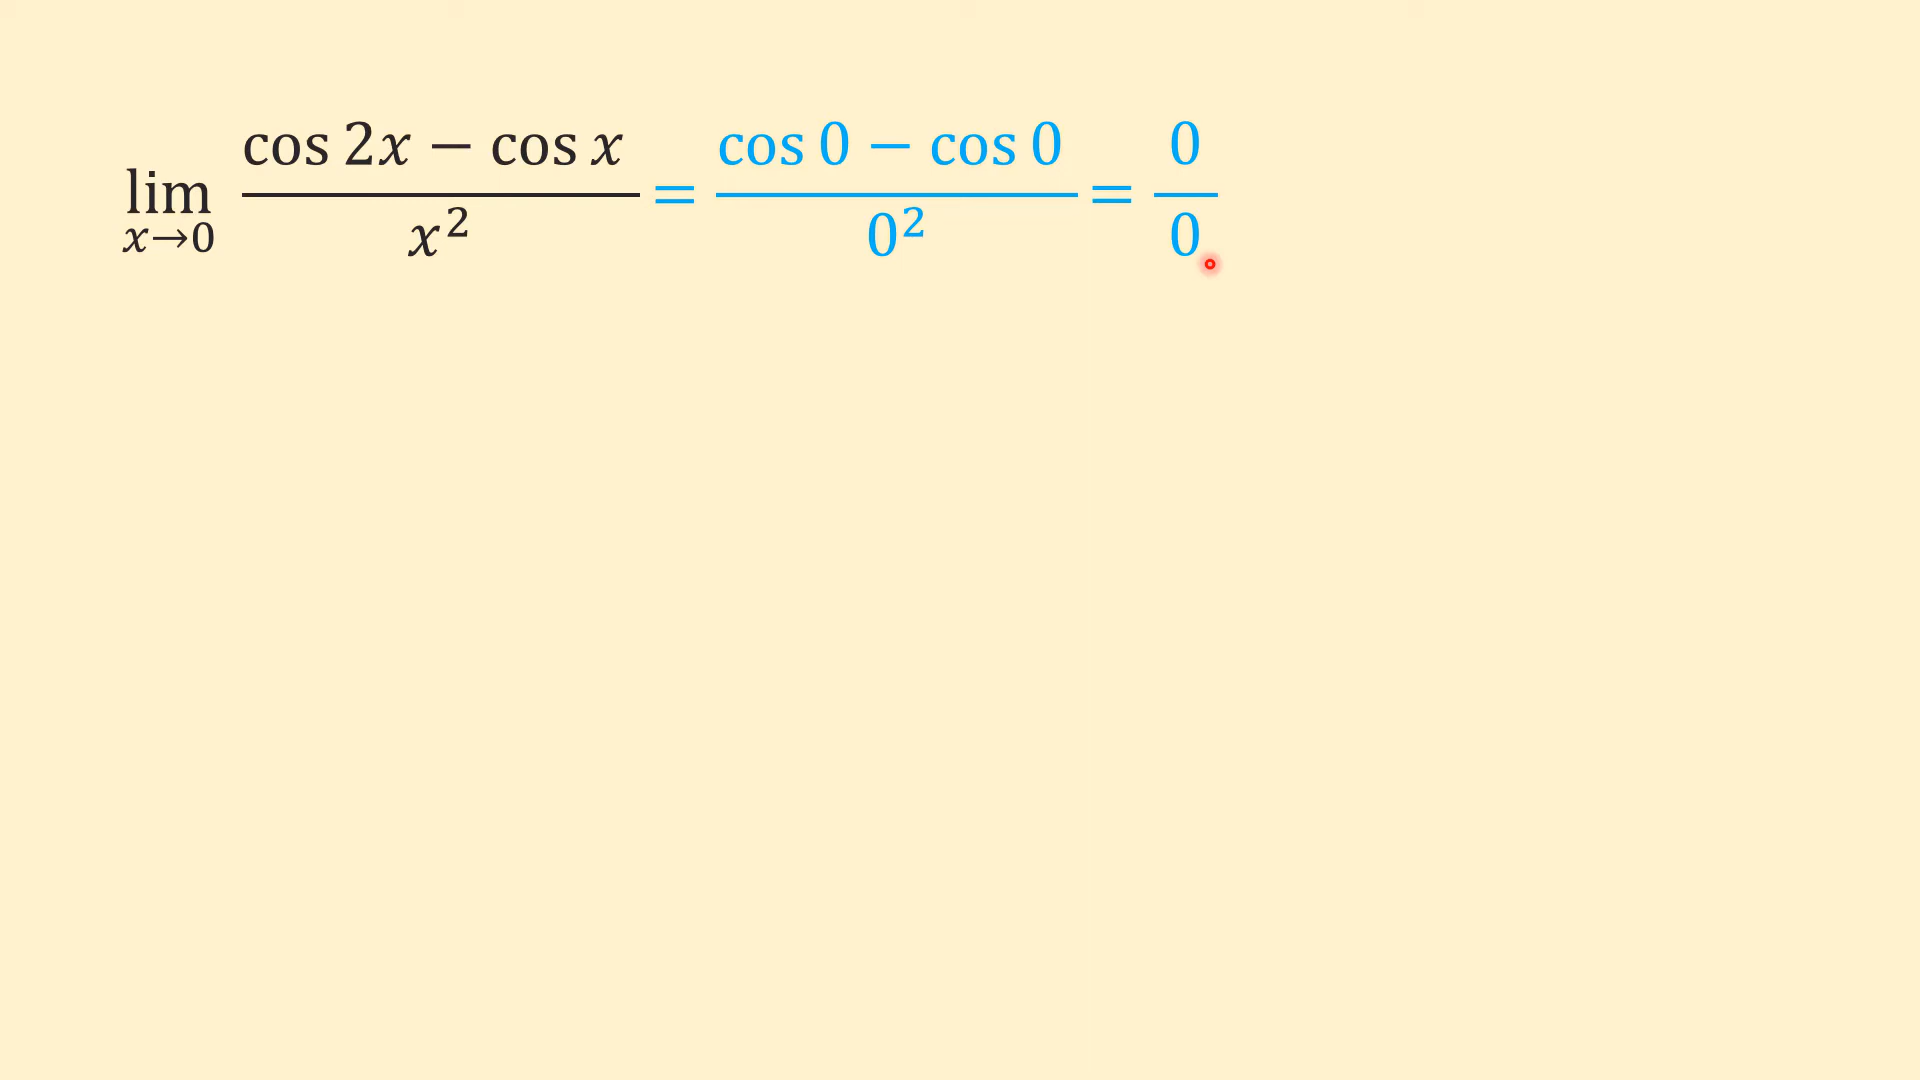 lim x→0 (cos 2x − cos x)/x² = (cos 0 − cos 0)/0² = 0/0